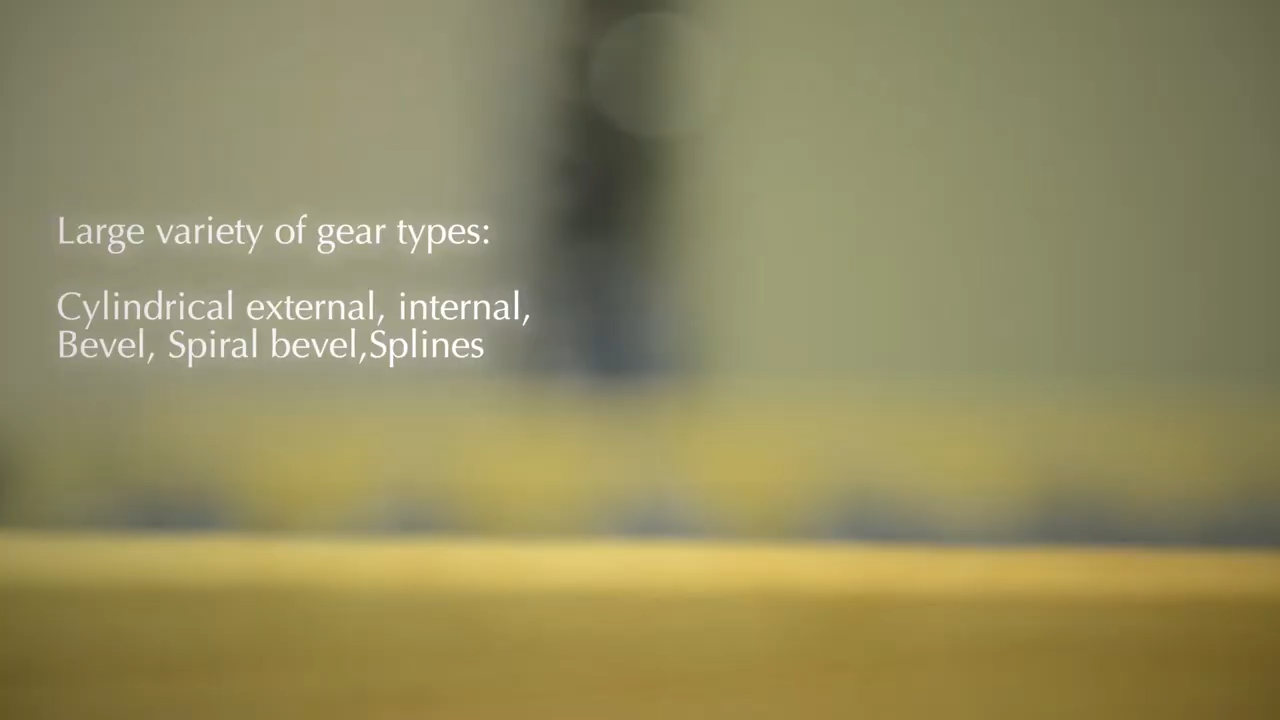 Large variety of gear types:
Cylindrical external, internal,
Bevel, Spiral bevel,Splines